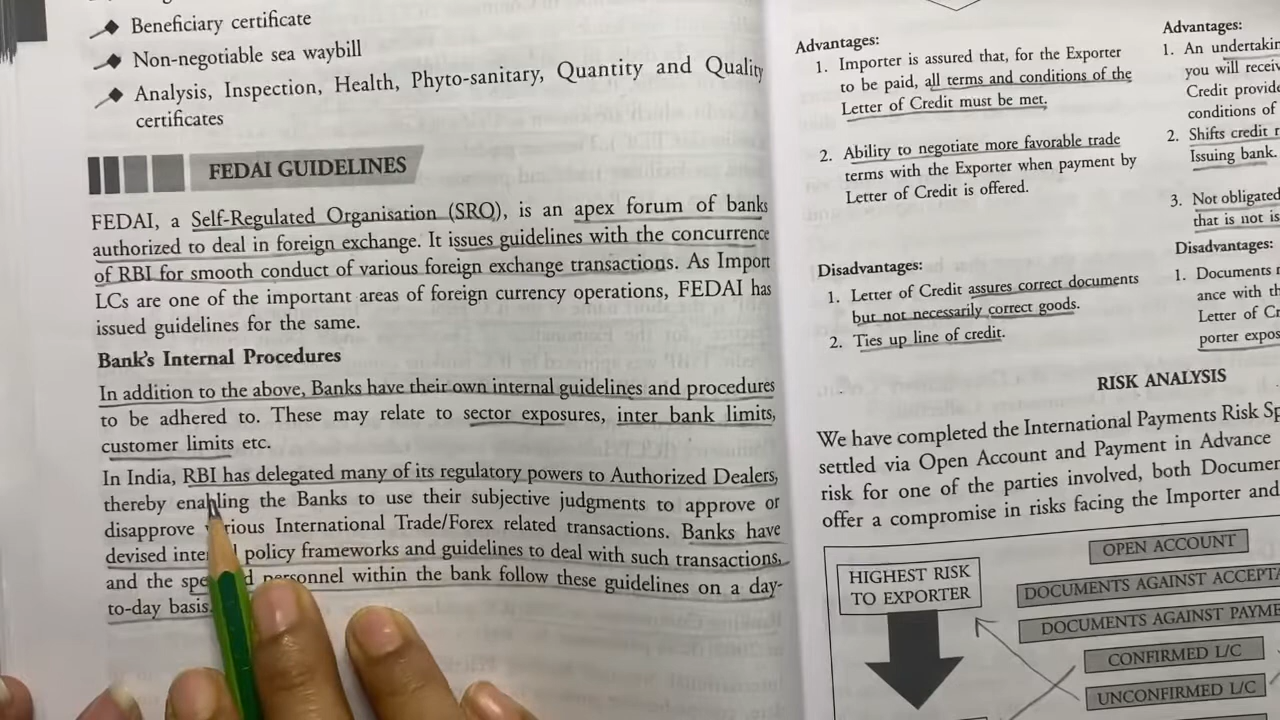 Beneficiary certificate
Non-negotiable sea waybill
Analysis, Inspection, Health, Phyto-sanitary, Quantity and Quality
certificates
FEDAI GUIDELINES
FEDAI, a Self-Regulated Organisation (SRO), is an apex forum of banks
authorized to deal in foreign exchange. It issues guidelines with the concurrence
of RBI for smooth conduct of various foreign exchange transactions. As Import
LCs are one of the important areas of foreign currency operations, FEDAI has
issued guidelines for the same.
Bank's Internal Procedures
In addition to the above, Banks have their own internal guidelines and procedures
to be adhered to. These may relate to sector exposures, inter bank limits,
customer limits etc.
In India, RBI has delegated many of its regulatory powers to Authorized Dealers,
thereby enabling the Banks to use their subjective judgments to approve or
disapprove various International Trade/Forex related transactions. Banks have
devised policy frameworks and guidelines to deal with such transactions,
and the personnel within the bank follow these guidelines on a day-
to-day basis.
Advantages:
1. Importer is assured that, for the Exporter
to be paid, all terms and conditions of the
Letter of Credit must be met.
2. Ability to negotiate more favorable trade
terms with the Exporter when payment by
Letter of Credit is offered.
Disadvantages:
1. Letter of Credit assures correct documents
but not necessarily correct goods.
2. Ties up line of credit.
Advantages:
1. An
you will
Credit
conditions of
2. Shifts credit
Issuing bank.
3. Not
that is not
Disadvantages:
1. Documents
ance with
Letter of
porter
RISK ANALYSIS
We have completed the International Payments Risk
settled via Open Account and Payment in Advance
risk for one of the parties involved, both
offer a compromise in risks facing the Importer and
HIGHEST RISK
TO EXPORTER
OPEN ACCOUNT
DOCUMENTS AGAINST
DOCUMENTS AGAINST
CONFIRMED L/C
UNCONFIRMED L/C